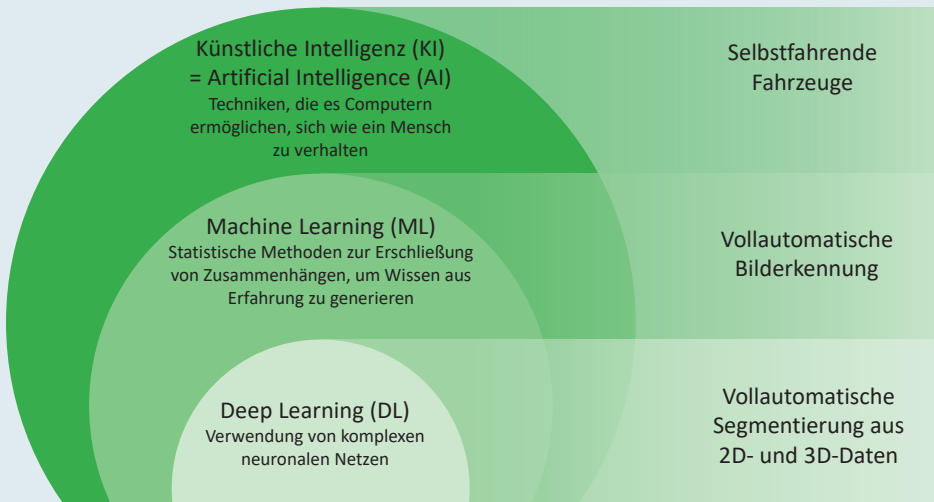 Künstliche Intelligenz (KI)
= Artificial Intelligence (AI)
Techniken, die es Computern
ermöglichen, sich wie ein Mensch
zu verhalten
Selbstfahrende
Fahrzeuge
Machine Learning (ML)
Statistische Methoden zur Erschließung
von Zusammenhängen, um Wissen aus
Erfahrung zu generieren
Vollautomatische
Bilderkennung
Deep Learning (DL)
Verwendung von komplexen
neuronalen Netzen
Vollautomatische
Segmentierung aus
2D- und 3D-Daten